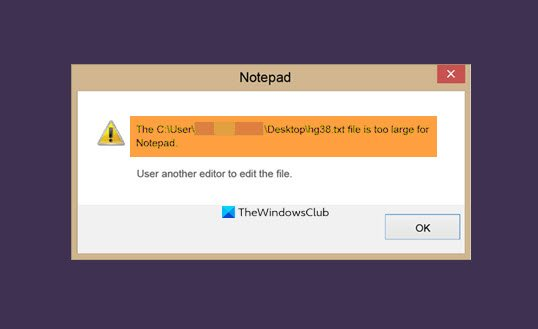 Notepad
The C:\User\ \Desktop\hg38.txt file is too large for
Notepad.
User another editor to edit the file.
TheWindowsClub
OK